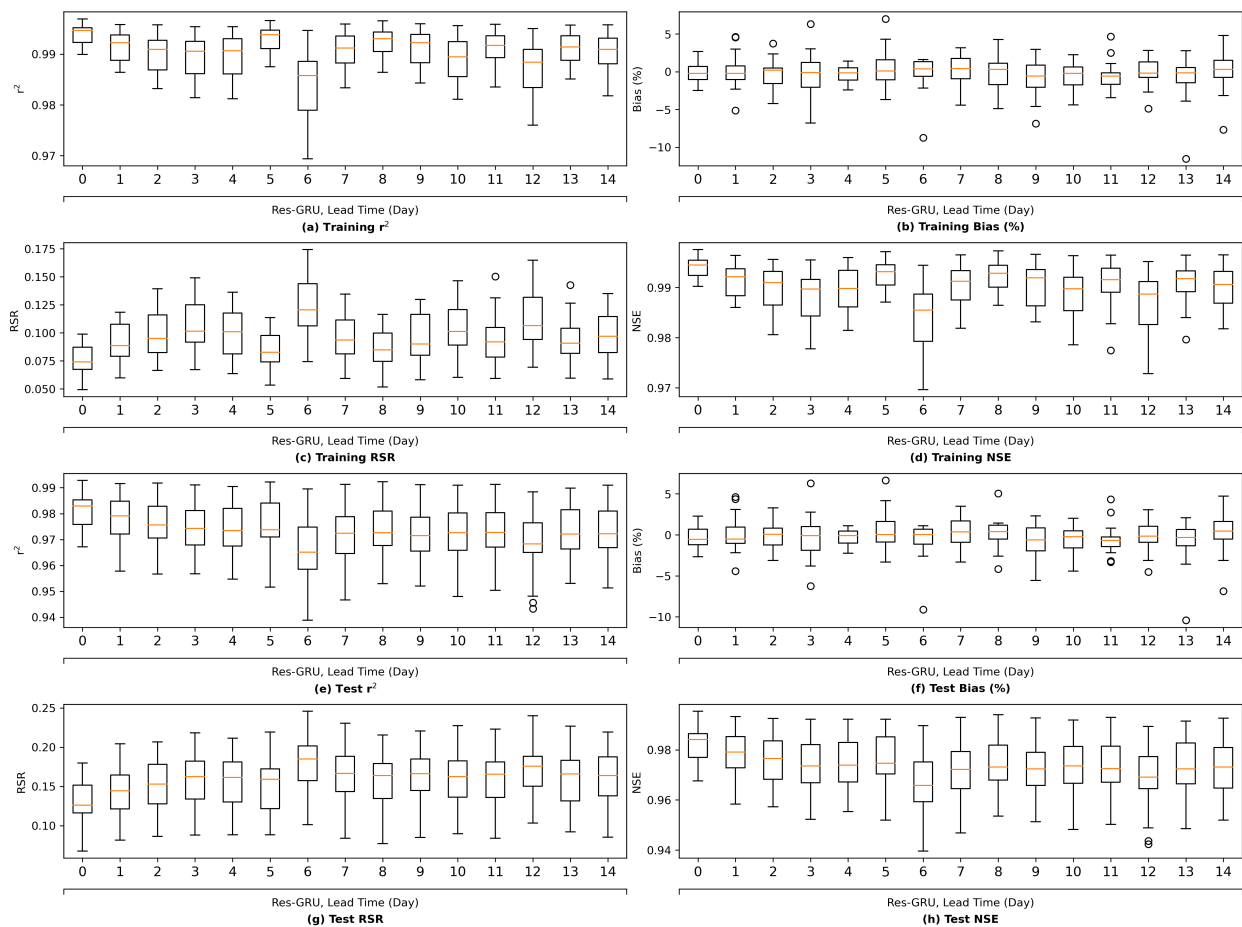 0.99
0.98
0.97
r²
0 1 2 3 4 5 6 7 8 9 10 11 12 13 14
Res-GRU, Lead Time (Day)
(a) Training r²
5
0
−5
−10
Bias (%)
0 1 2 3 4 5 6 7 8 9 10 11 12 13 14
Res-GRU, Lead Time (Day)
(b) Training Bias (%)
0.175
0.150
0.125
0.100
0.075
0.050
RSR
0 1 2 3 4 5 6 7 8 9 10 11 12 13 14
Res-GRU, Lead Time (Day)
(c) Training RSR
0.99
0.98
0.97
NSE
0 1 2 3 4 5 6 7 8 9 10 11 12 13 14
Res-GRU, Lead Time (Day)
(d) Training NSE
0.99
0.98
0.97
0.96
0.95
0.94
r²
0 1 2 3 4 5 6 7 8 9 10 11 12 13 14
Res-GRU, Lead Time (Day)
(e) Test r²
5
0
−5
−10
Bias (%)
0 1 2 3 4 5 6 7 8 9 10 11 12 13 14
Res-GRU, Lead Time (Day)
(f) Test Bias (%)
0.25
0.20
0.15
0.10
RSR
0 1 2 3 4 5 6 7 8 9 10 11 12 13 14
Res-GRU, Lead Time (Day)
(g) Test RSR
0.98
0.96
0.94
NSE
0 1 2 3 4 5 6 7 8 9 10 11 12 13 14
Res-GRU, Lead Time (Day)
(h) Test NSE